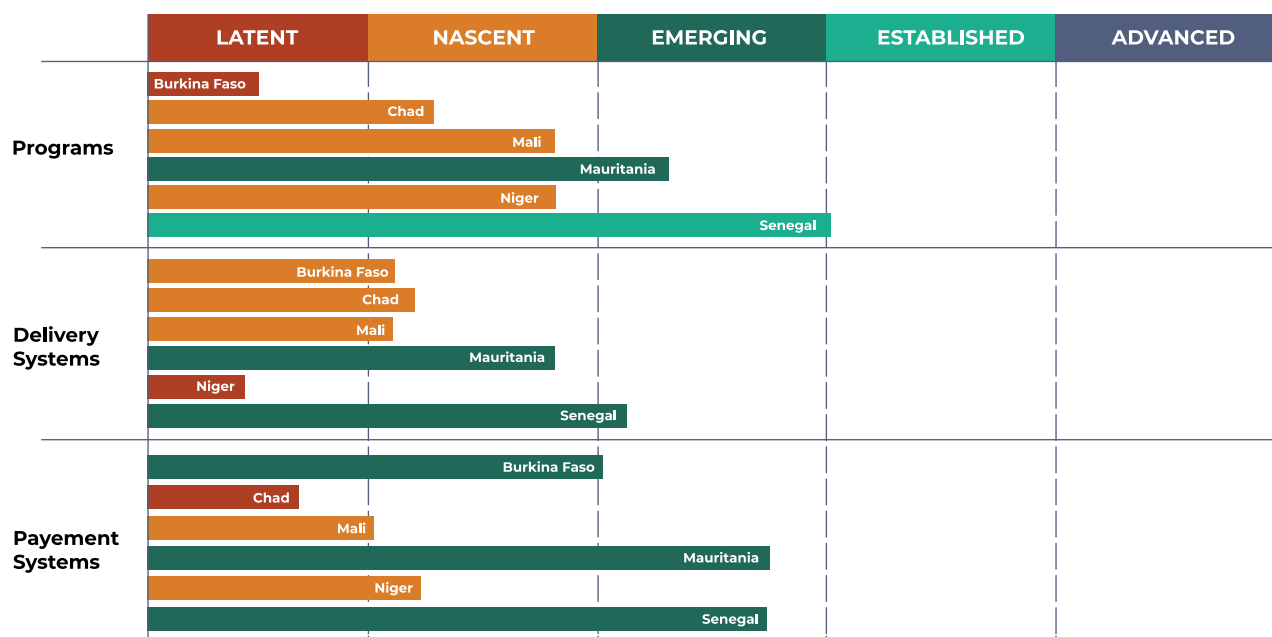 LATENT NASCENT EMERGING ESTABLISHED ADVANCED
Programs
Burkina Faso
Chad
Mali
Mauritania
Niger
Senegal
Delivery
Systems
Burkina Faso
Chad
Mali
Mauritania
Niger
Senegal
Payement
Systems
Burkina Faso
Chad
Mali
Mauritania
Niger
Senegal